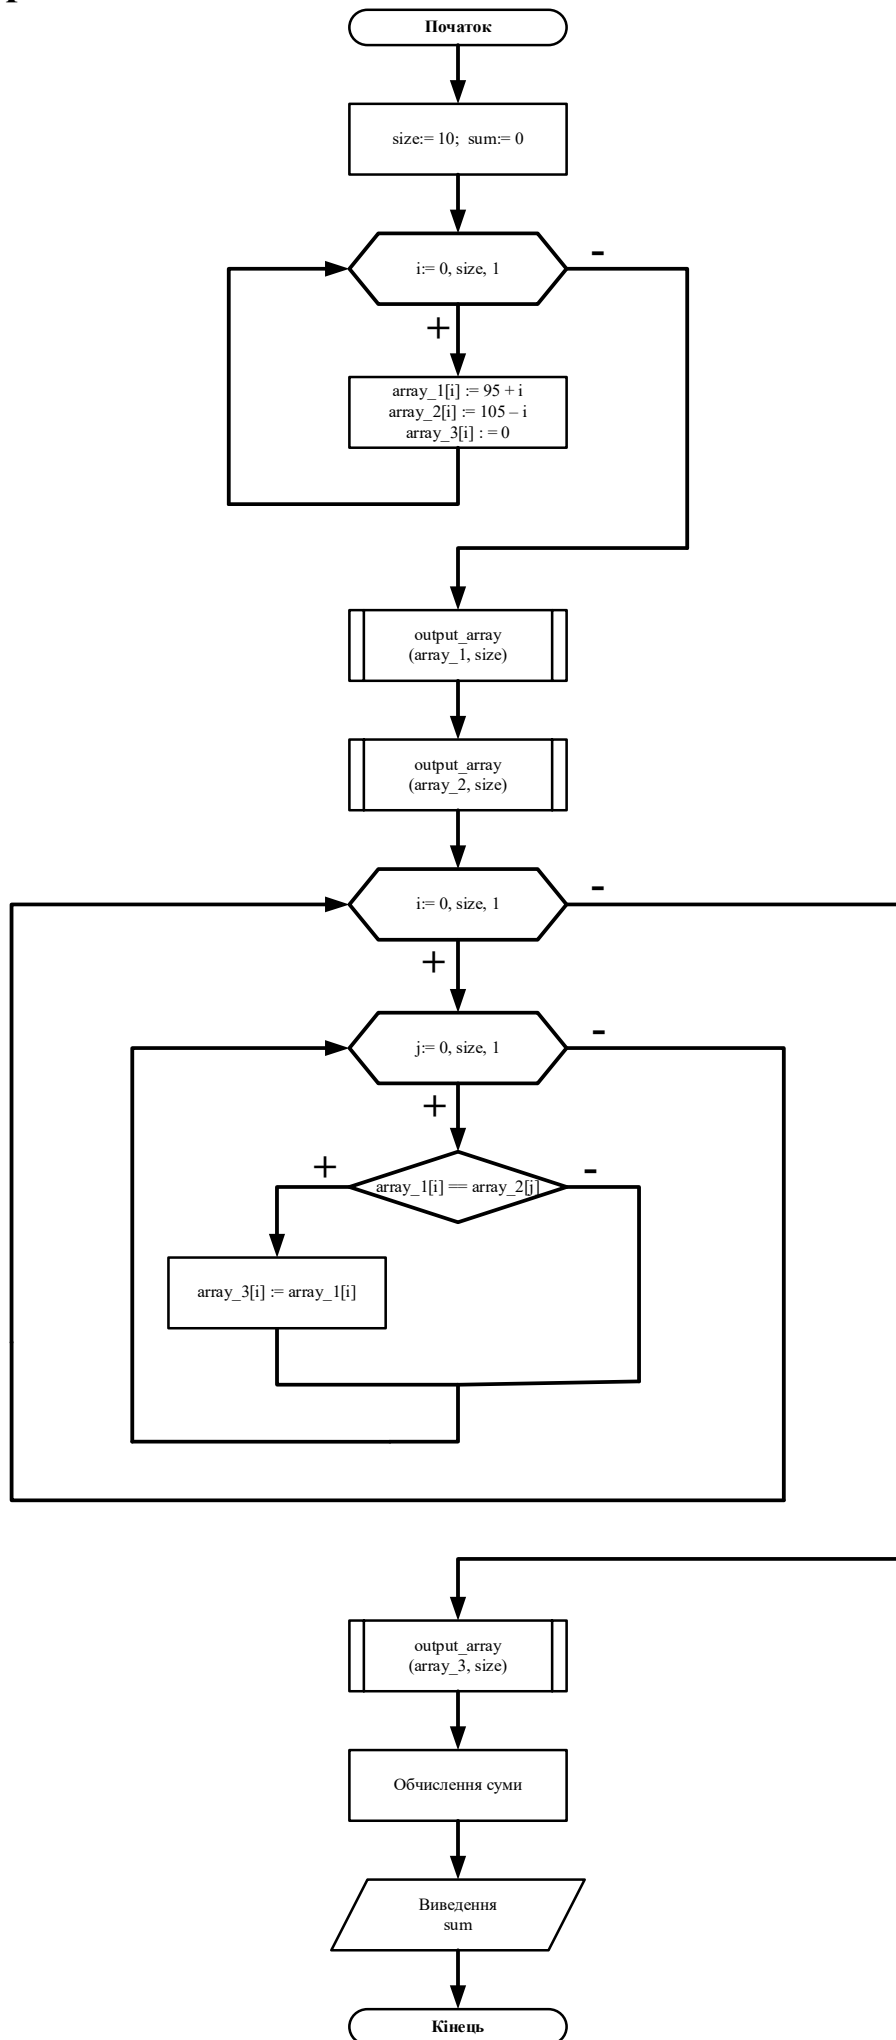 Початок
size:= 10; sum:= 0
i:= 0, size, 1
-
+
array_1[i] := 95 + i
array_2[i] := 105 – i
array_3[i] : = 0
output_array
(array_1, size)
output_array
(array_2, size)
i:= 0, size, 1
-
+
j:= 0, size, 1
-
+
array_1[i] == array_2[j]
+
-
array_3[i] := array_1[i]
output_array
(array_3, size)
Обчислення суми
Виведення
sum
Кінець